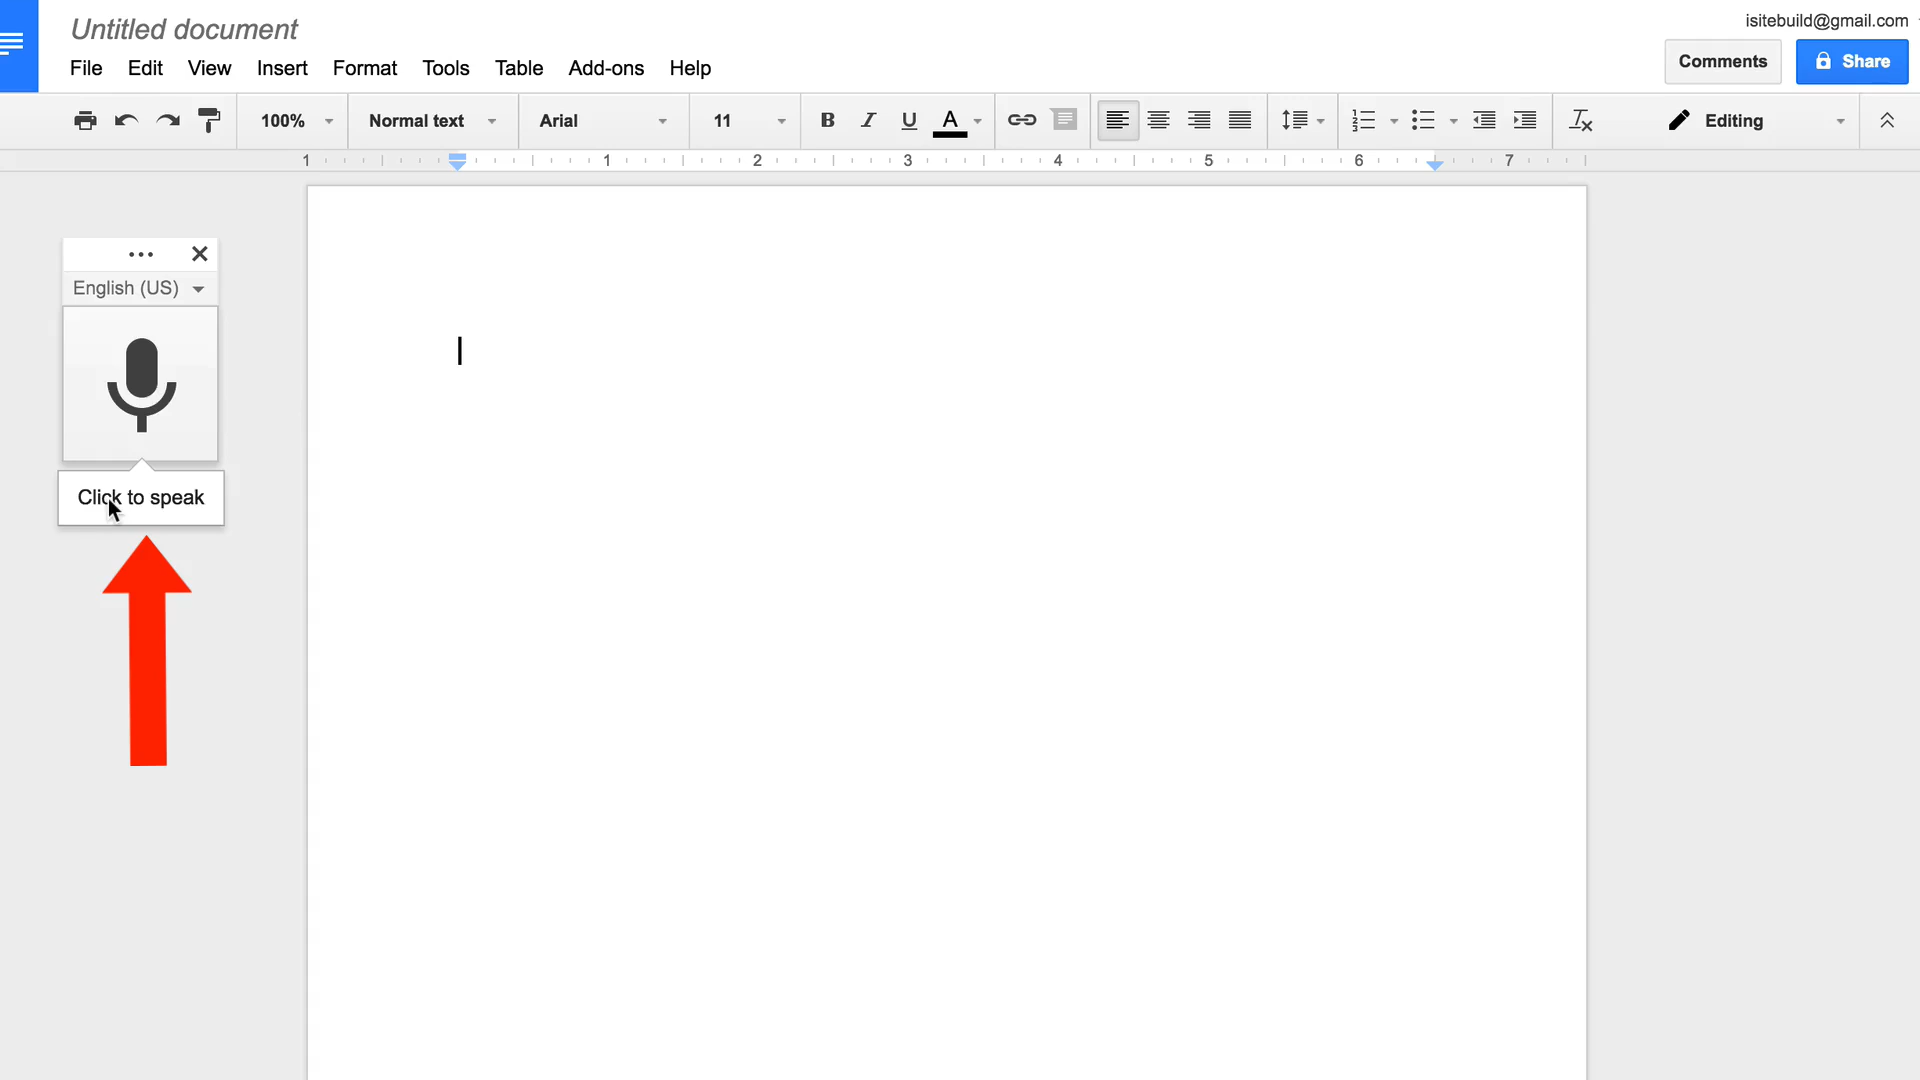 Untitled document
isitebuild@gmail.com
File Edit View Insert Format Tools Table Add-ons Help
Comments
Share
100% Normal text Arial 11 B I U A Editing
1 1 2 3 4 5 6 7
English (US)
Click to speak